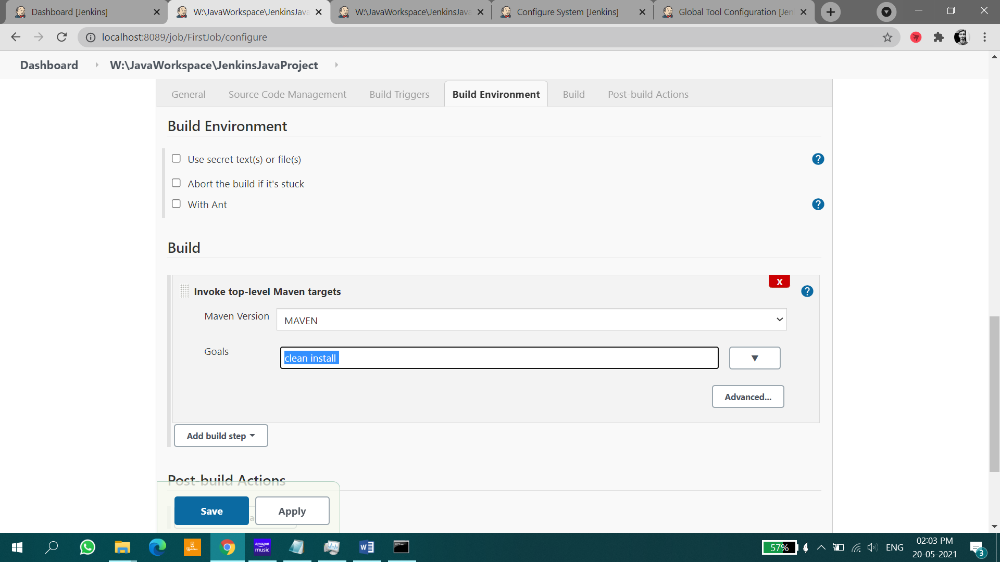 Dashboard [Jenkins]
W:\JavaWorkspace\JenkinsJava
W:\JavaWorkspace\JenkinsJava
Configure System [Jenkins]
Global Tool Configuration [Jen
localhost:8089/job/FirstJob/configure
Dashboard
W:\JavaWorkspace\JenkinsJavaProject
General
Source Code Management
Build Triggers
Build Environment
Build
Post-build Actions
Build Environment
Use secret text(s) or file(s)
?
Abort the build if it's stuck
With Ant
?
Build
X
Invoke top-level Maven targets
?
Maven Version
MAVEN
Goals
clean install
Advanced...
Add build step
Post-build Actions
Save
Apply
amazon
music
57%
ENG
02:03 PM
20-05-2021
3